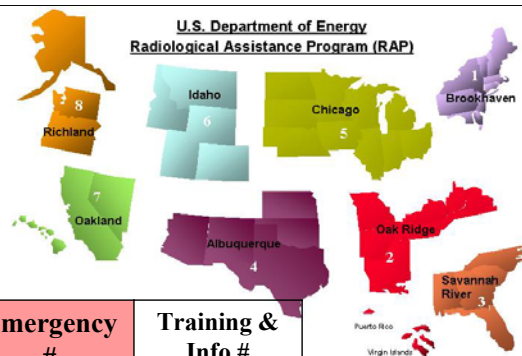 U.S. Department of Energy
Radiological Assistance Program (RAP)
1
Brookhaven
Idaho
6
Chicago
5
8
Richland
7
Oakland
Albuquerque
4
Oak Ridge
2
Savannah
River
3
Puerto Rico
Virgin Islands
mergency
#
Training &
Info #